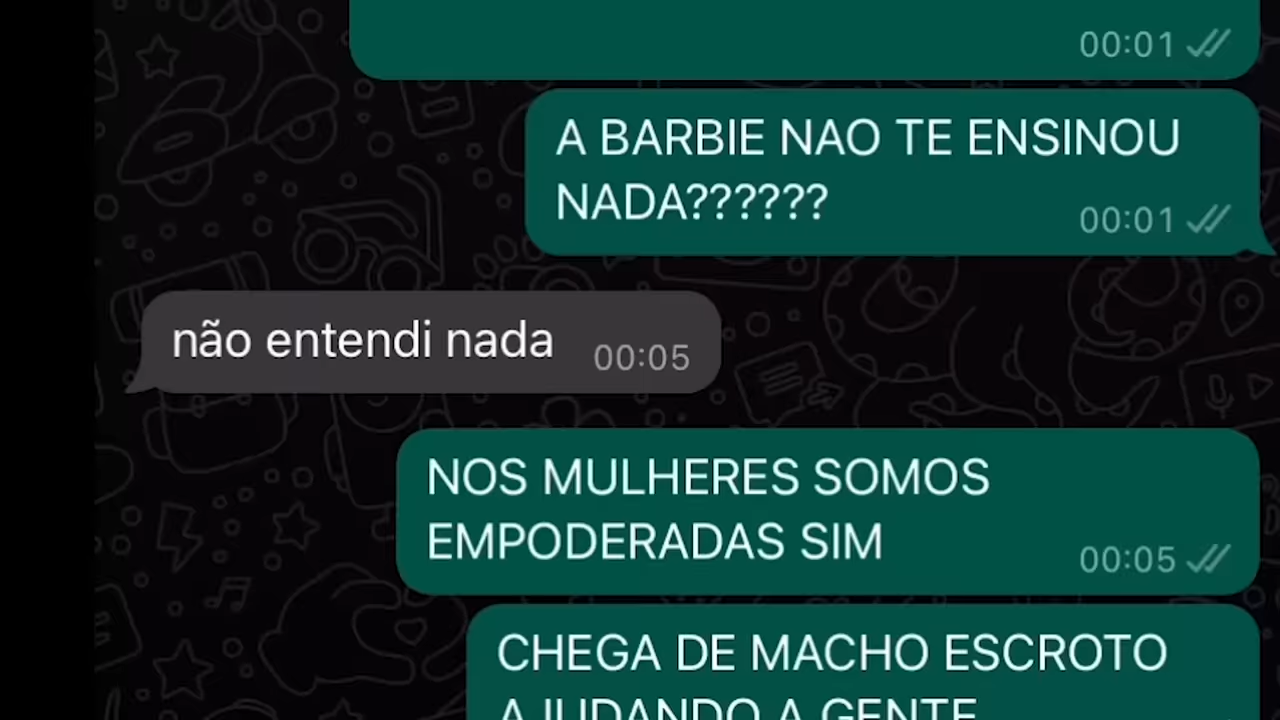 00:01
A BARBIE NAO TE ENSINOU
NADA??????
00:01
não entendi nada
00:05
NOS MULHERES SOMOS
EMPODERADAS SIM
00:05
CHEGA DE MACHO ESCROTO
AJUDANDO A GENTE